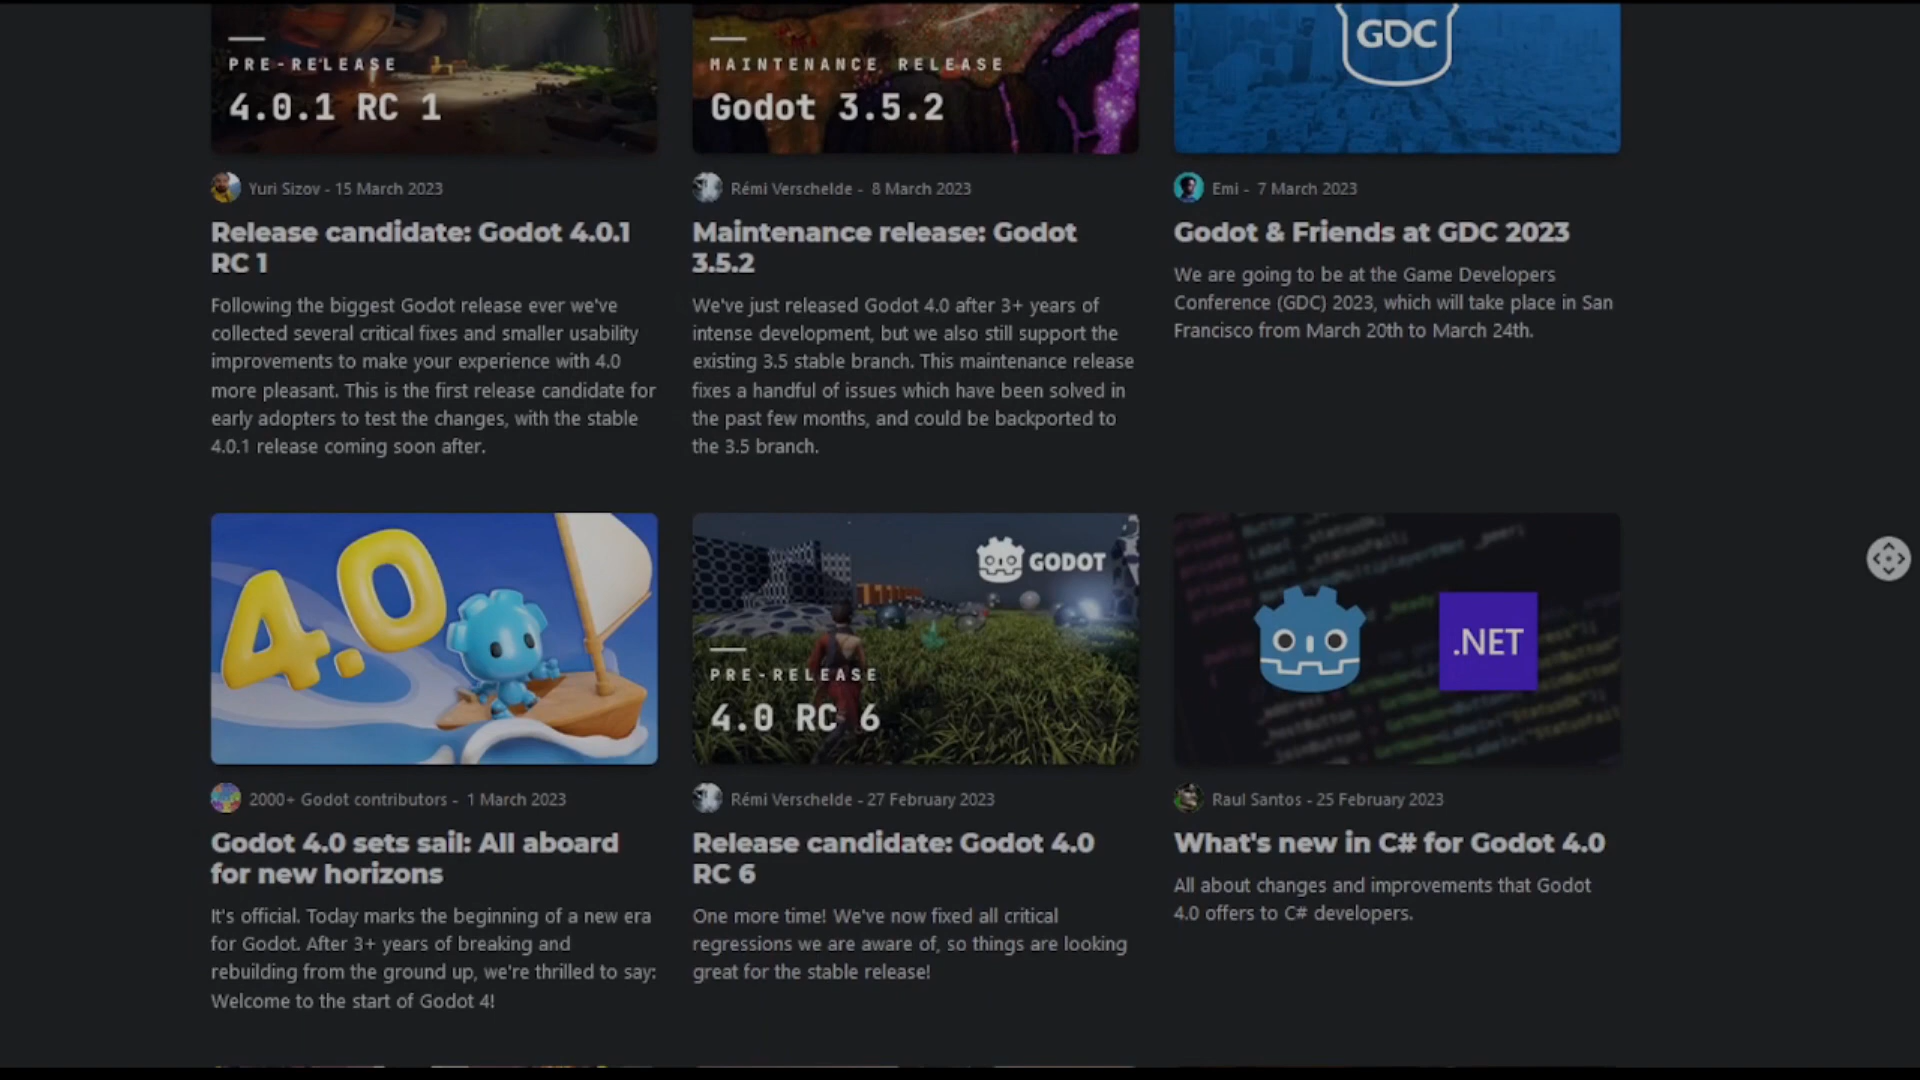 PRE-RELEASE
4.0.1 RC 1
MAINTENANCE RELEASE
Godot 3.5.2
GDC
Yuri Sizov - 15 March 2023
Release candidate: Godot 4.0.1
RC 1
Following the biggest Godot release ever we've
collected several critical fixes and smaller usability
improvements to make your experience with 4.0
more pleasant. This is the first release candidate for
early adopters to test the changes, with the stable
4.0.1 release coming soon after.
Rémi Verschelde - 8 March 2023
Maintenance release: Godot
3.5.2
We've just released Godot 4.0 after 3+ years of
intense development, but we also still support the
existing 3.5 stable branch. This maintenance release
fixes a handful of issues which have been solved in
the past few months, and could be backported to
the 3.5 branch.
Emi - 7 March 2023
Godot & Friends at GDC 2023
We are going to be at the Game Developers
Conference (GDC) 2023, which will take place in San
Francisco from March 20th to March 24th.
4.0
GODOT
PRE-RELEASE
4.0 RC 6
.NET
2000+ Godot contributors - 1 March 2023
Godot 4.0 sets sail: All aboard
for new horizons
It's official. Today marks the beginning of a new era
for Godot. After 3+ years of breaking and
rebuilding from the ground up, we're thrilled to say:
Welcome to the start of Godot 4!
Rémi Verschelde - 27 February 2023
Release candidate: Godot 4.0
RC 6
One more time! We've now fixed all critical
regressions we are aware of, so things are looking
great for the stable release!
Raul Santos - 25 February 2023
What's new in C# for Godot 4.0
All about changes and improvements that Godot
4.0 offers to C# developers.